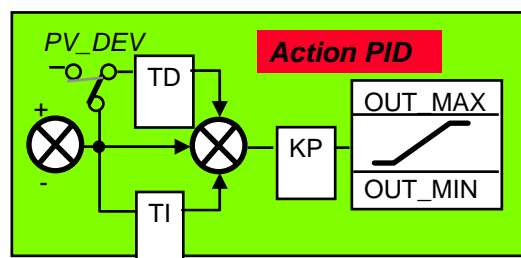 PV_DEV
Action PID
TD
OUT_MAX
+
KP
-
TI
OUT_MIN